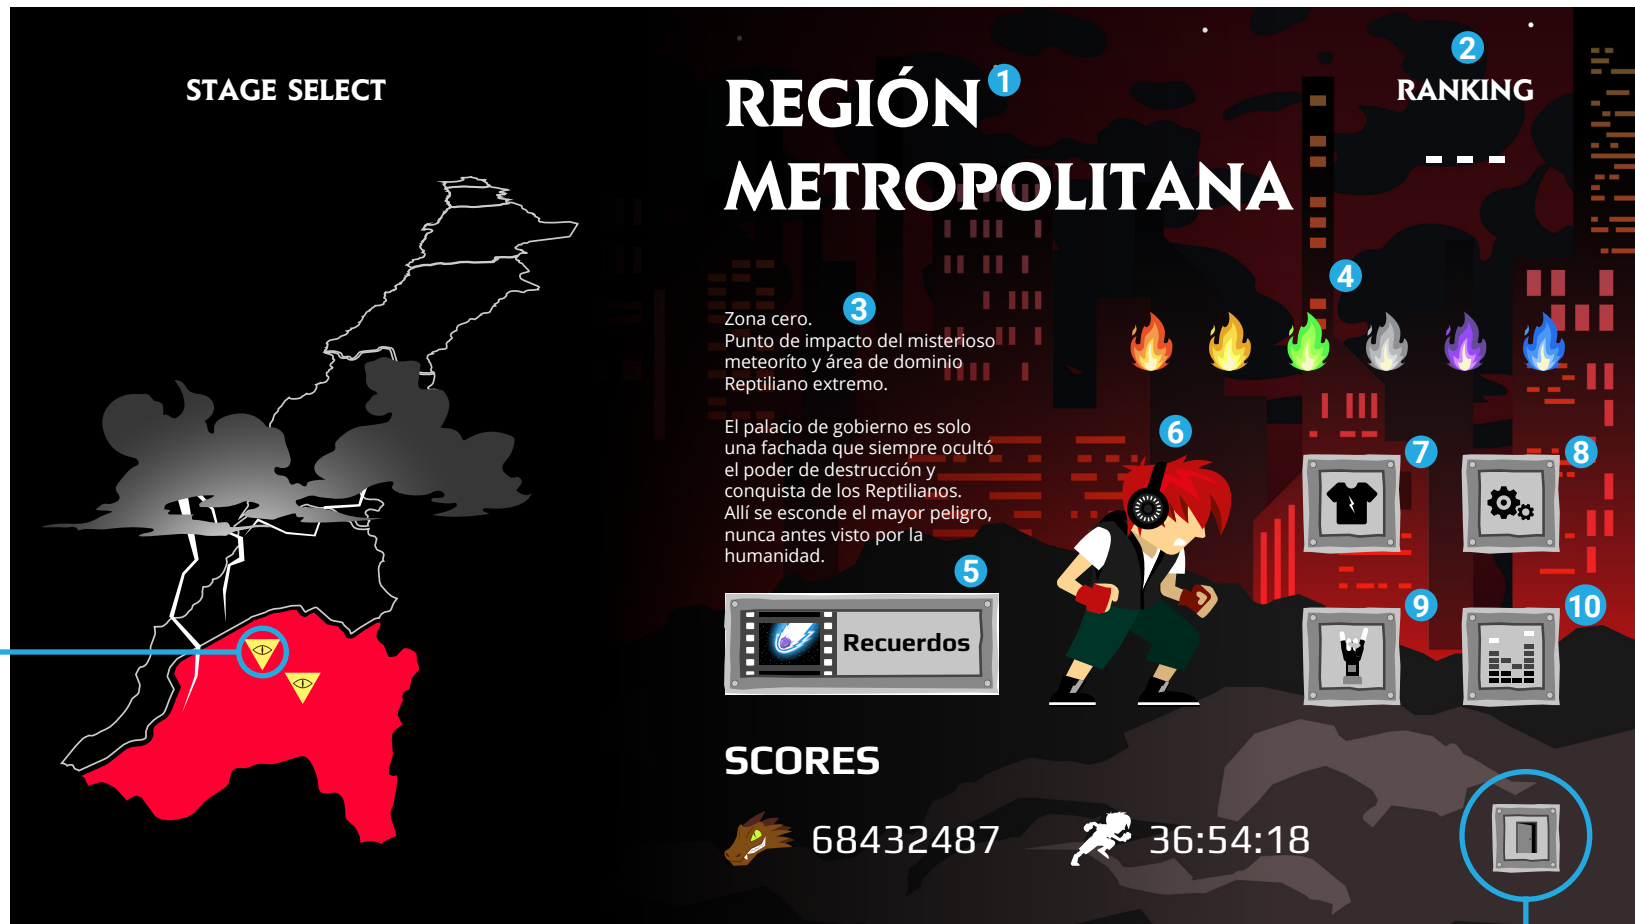 STAGE SELECT
REGIÓN
METROPOLITANA
1
2
RANKING
- - -
3
Zona cero.
Punto de impacto del misterioso
meteoríto y área de dominio
Reptiliano extremo.
El palacio de gobierno es solo
una fachada que siempre ocultó
el poder de destrucción y
conquista de los Reptilianos.
Allí se esconde el mayor peligro,
nunca antes visto por la
humanidad.
4
5
Recuerdos
6
7
8
9
10
SCORES
68432487
36:54:18